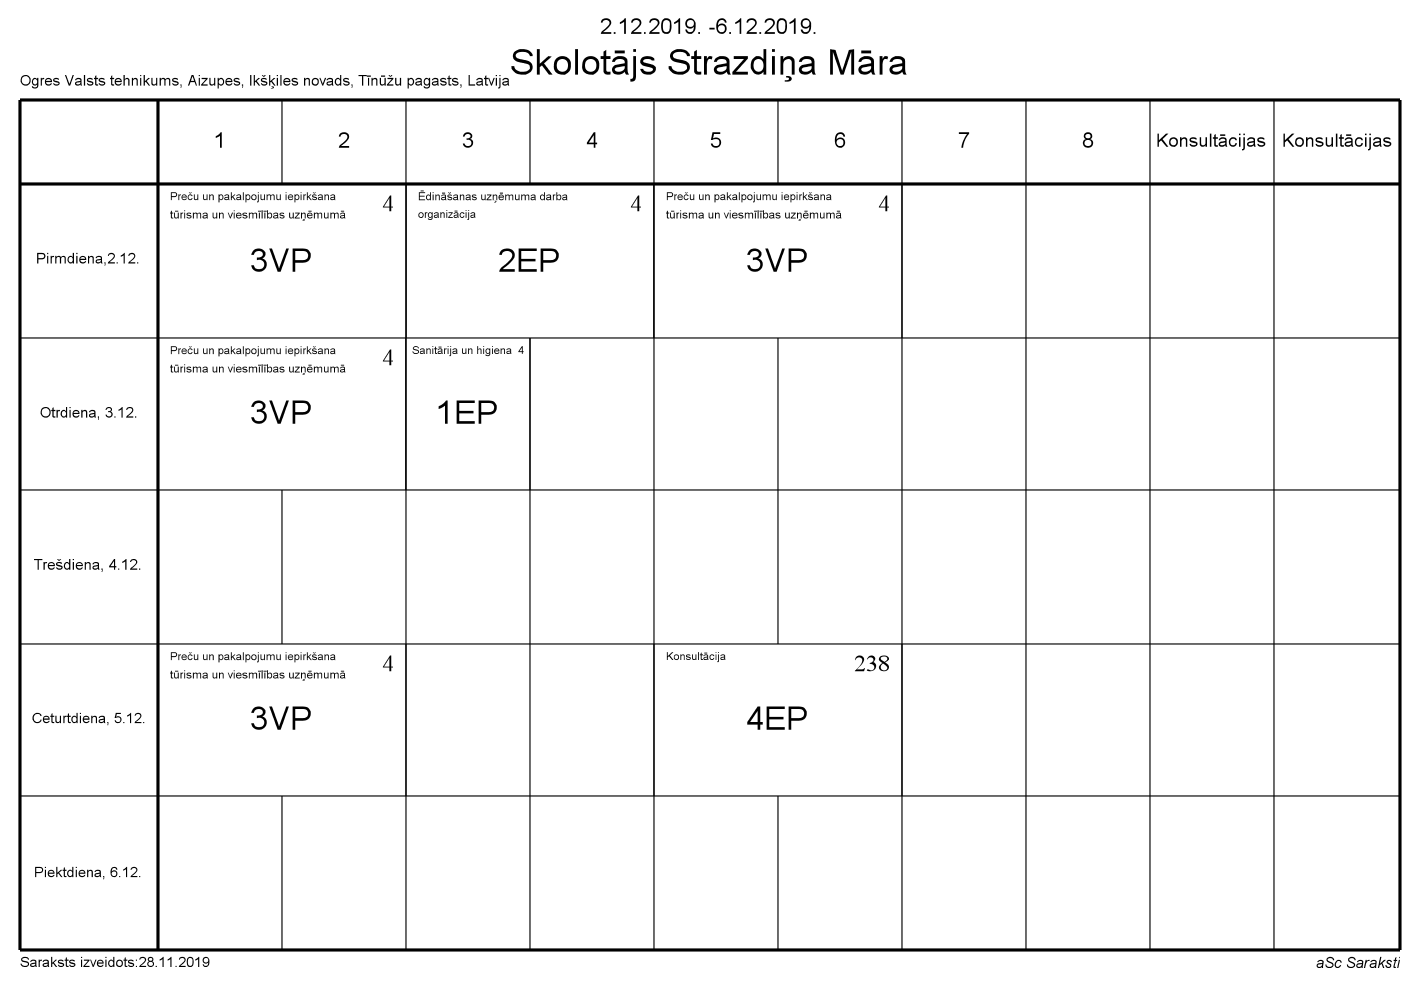 2.12.2019. -6.12.2019.
Skolotājs Strazdiņa Māra
Ogres Valsts tehnikums, Aizupes, Ikšķiles novads, Tīnūžu pagasts, Latvija
1 2 3 4 5 6 7 8 Konsultācijas Konsultācijas
Pirmdiena,2.12.
Preču un pakalpojumu iepirkšana
tūrisma un viesmīlības uzņēmumā
4
3VP
Ēdināšanas uzņēmuma darba
organizācija
4
2EP
Preču un pakalpojumu iepirkšana
tūrisma un viesmīlības uzņēmumā
4
3VP
Otrdiena, 3.12.
Preču un pakalpojumu iepirkšana
tūrisma un viesmīlības uzņēmumā
4
3VP
Sanitārija un higiena 4
1EP
Trešdiena, 4.12.
Ceturtdiena, 5.12.
Preču un pakalpojumu iepirkšana
tūrisma un viesmīlības uzņēmumā
4
3VP
Konsultācija
238
4EP
Piektdiena, 6.12.
Saraksts izveidots:28.11.2019
aSc Saraksti